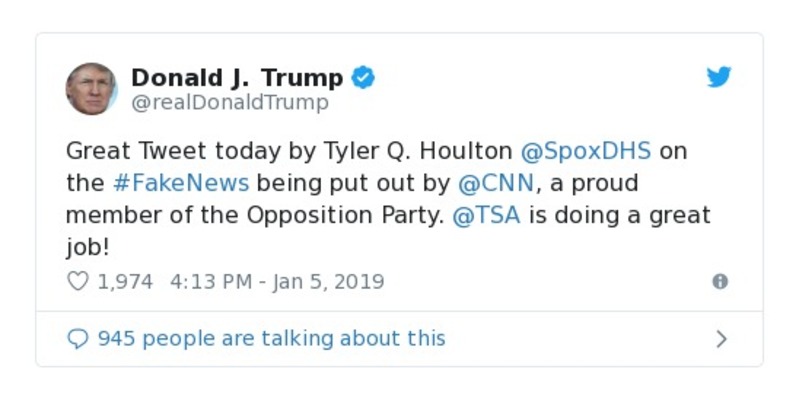 Donald J. Trump
@realDonaldTrump
Great Tweet today by Tyler Q. Houlton @SpoxDHS on
the #FakeNews being put out by @CNN, a proud
member of the Opposition Party. @TSA is doing a great
job!
1,974 4:13 PM - Jan 5, 2019
945 people are talking about this